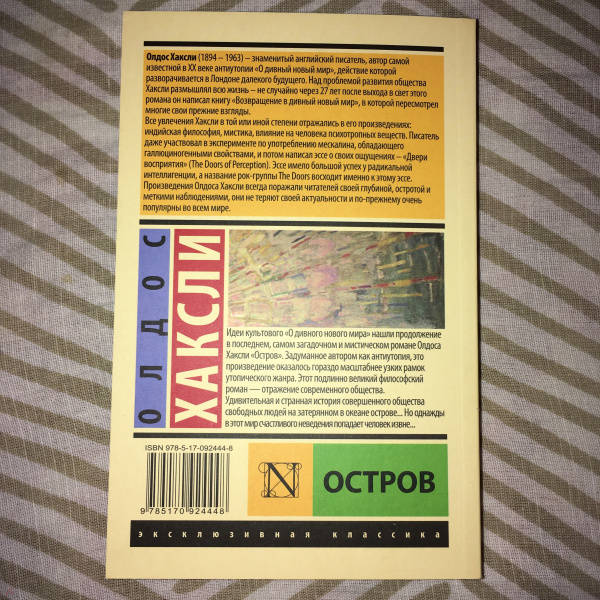 Олдос Хаксли (1894 – 1963) – знаменитый английский писатель, автор самой
известной в XX веке антиутопии «О дивный новый мир», действие которой
разворачивается в Лондоне далекого будущего. Над проблемой развития общества
Хаксли размышлял всю жизнь – не случайно через 27 лет после выхода в свет этого
романа он написал книгу «Возвращение в дивный новый мир», в которой пересмотрел
многие свои прежние взгляды.
Все увлечения Хаксли в той или иной степени отражались в его произведениях:
индийская философия, мистика, влияние на человека психотропных веществ. Писатель
даже участвовал в эксперименте по употреблению мескалина, обладающего
галлюциногенными свойствами, и потом написал эссе о своих ощущениях – «Двери
восприятия» (The Doors of Perception). Эссе имело большой успех у радикальной
интеллигенции, а название рок-группы The Doors восходит именно к этому эссе.
Произведения Олдоса Хаксли всегда поражали читателей своей глубиной, остротой и
меткими наблюдениями, они не теряют своей актуальности и по-прежнему очень
популярны во всем мире.
ОЛДОС
ХАКСЛИ
Идеи культового «О дивного нового мира» нашли продолжение
в последнем, самом загадочном и мистическом романе Олдоса
Хаксли «Остров». Задуманное автором как антиутопия, это
произведение оказалось гораздо масштабнее узких рамок
утопического жанра. Этот подлинно великий философский
роман — отражение современного общества.
Удивительная и странная история совершенного общества
свободных людей на затерянном в океане острове... Но однажды
в этот мир счастливого неведения попадает человек извне...
ISBN 978-5-17-092444-8
9 785170 924448
N
ОСТРОВ
эксклюзивная классика